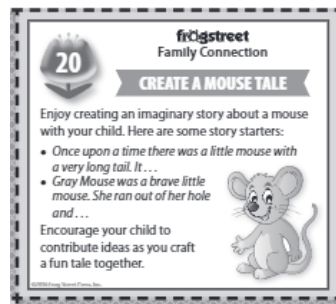 20
frogstreet
Family Connection
CREATE A MOUSE TALE
Enjoy creating an imaginary story about a mouse
with your child. Here are some story starters:
• Once upon a time there was a little mouse with
a very long tail. It...
• Gray Mouse was a brave little
mouse. She ran out of her hole
and...
Encourage your child to
contribute ideas as you craft
a fun tale together.